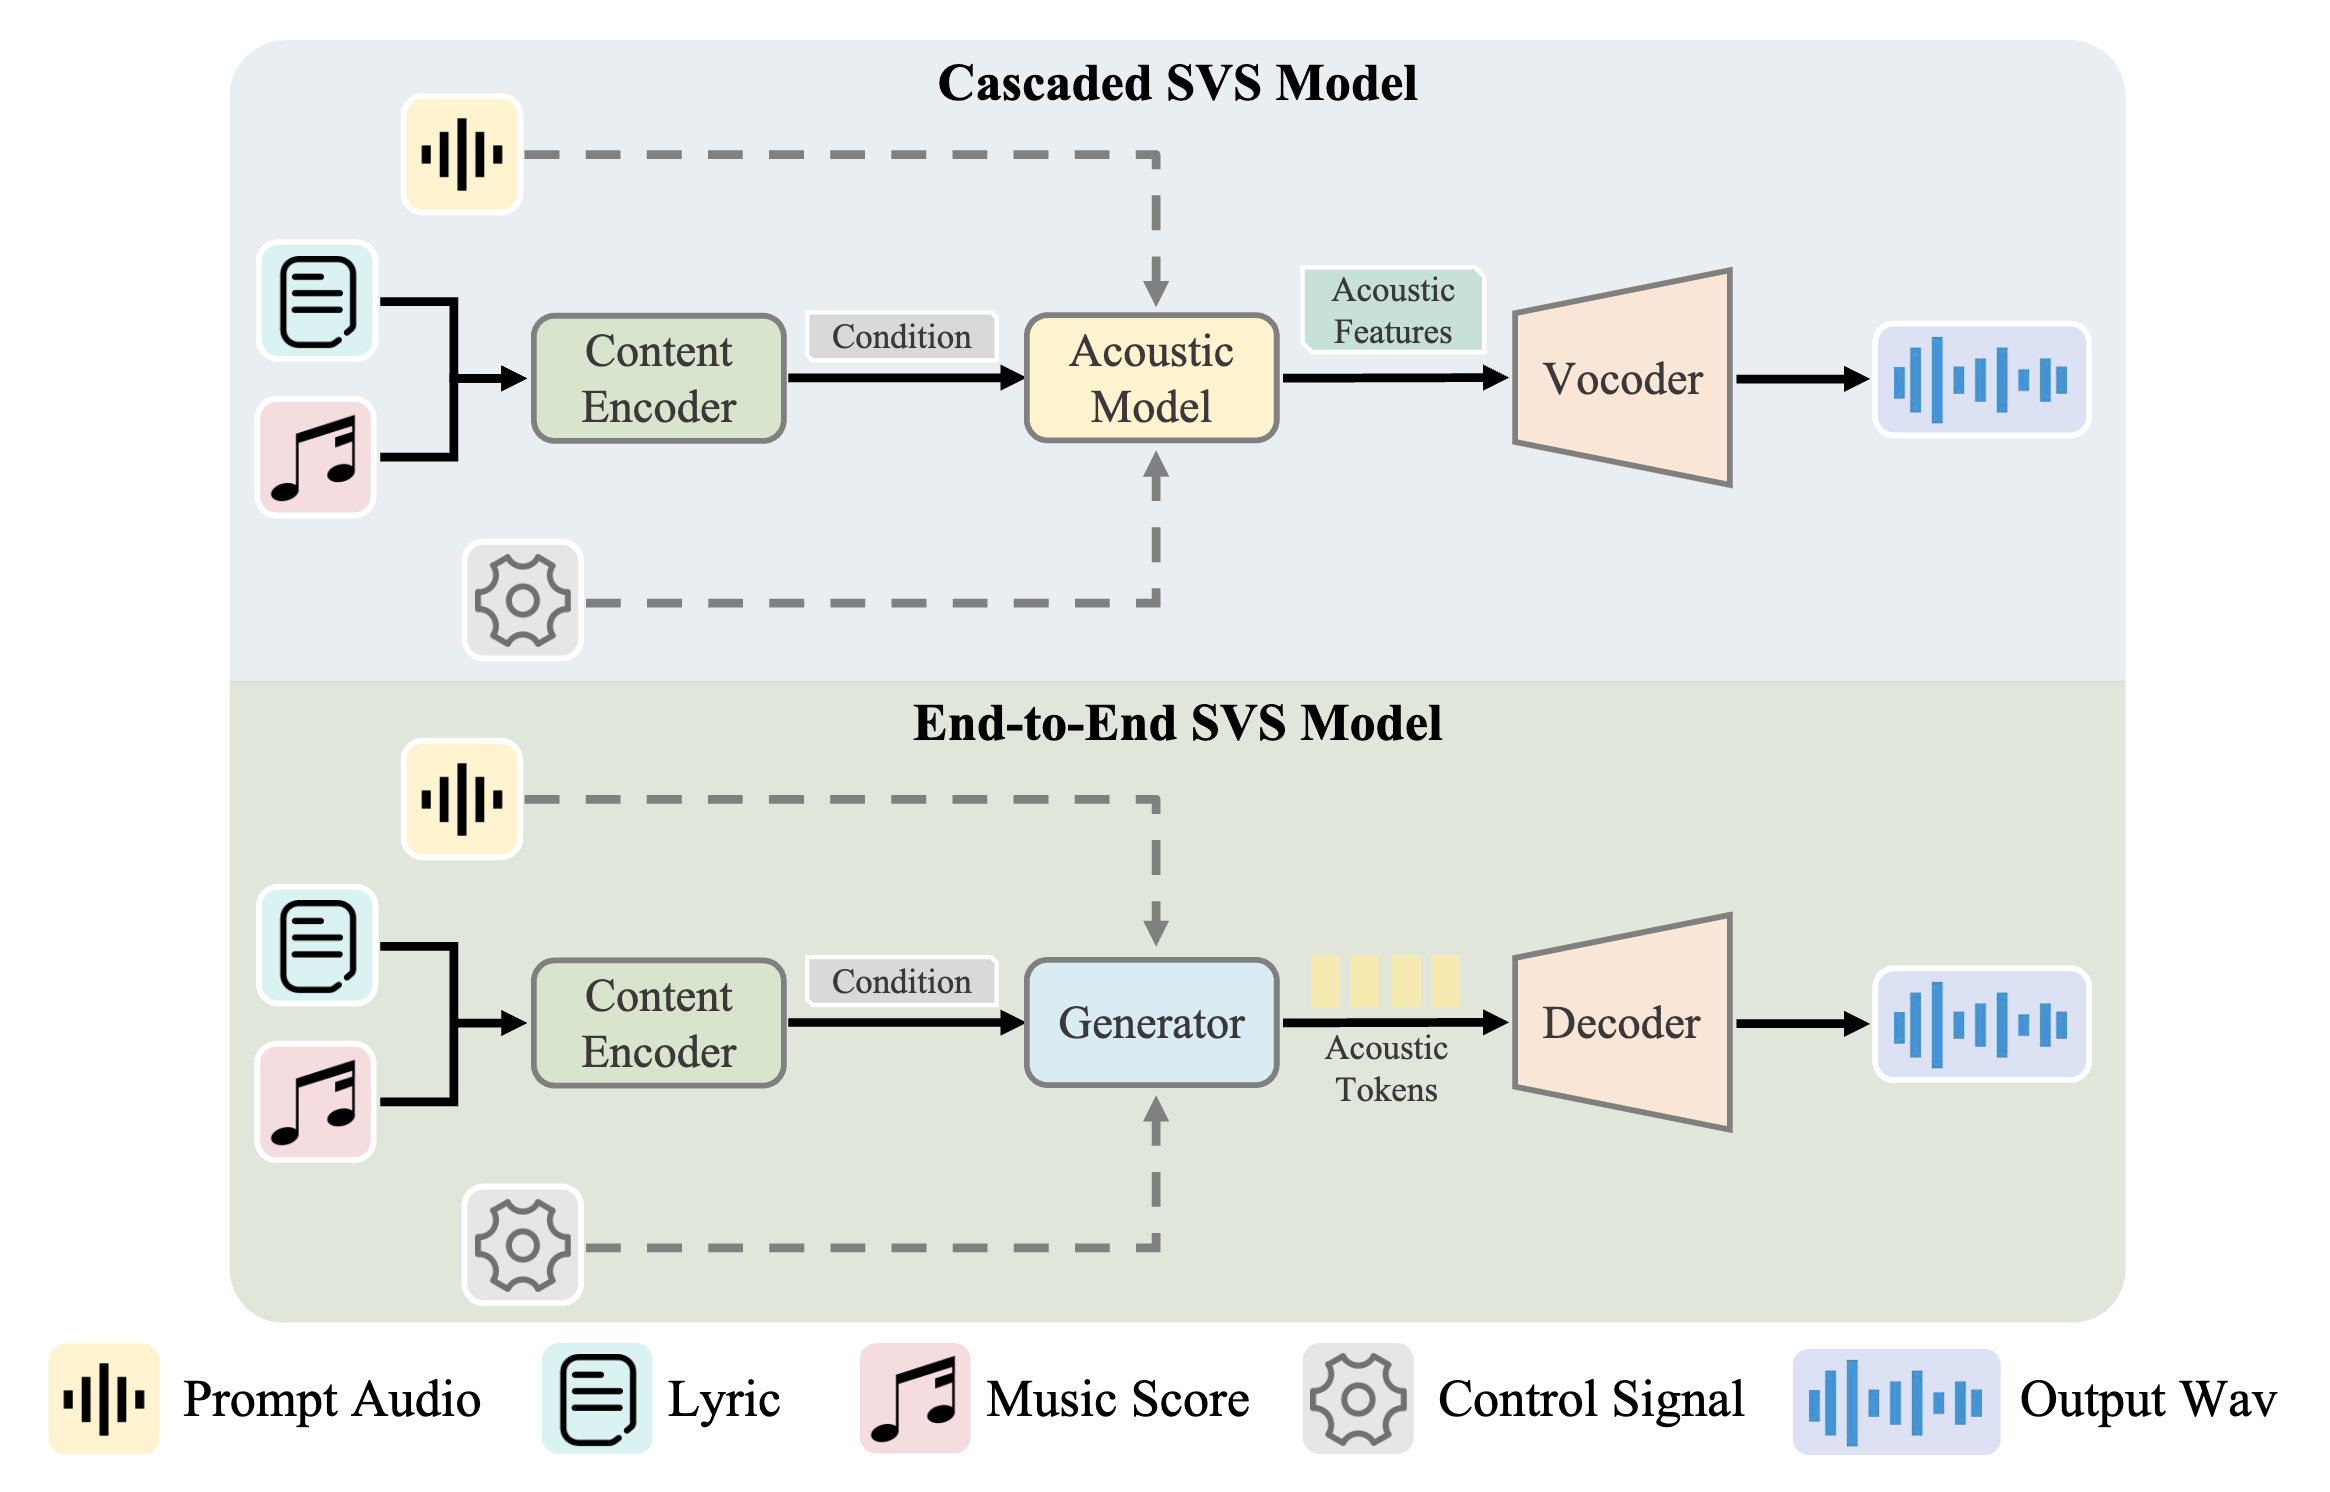 Cascaded SVS Model
Content
Encoder
Condition
Acoustic
Model
Acoustic
Features
Vocoder
End-to-End SVS Model
Content
Encoder
Condition
Generator
Acoustic
Tokens
Decoder
Prompt Audio
Lyric
Music Score
Control Signal
Output Wav